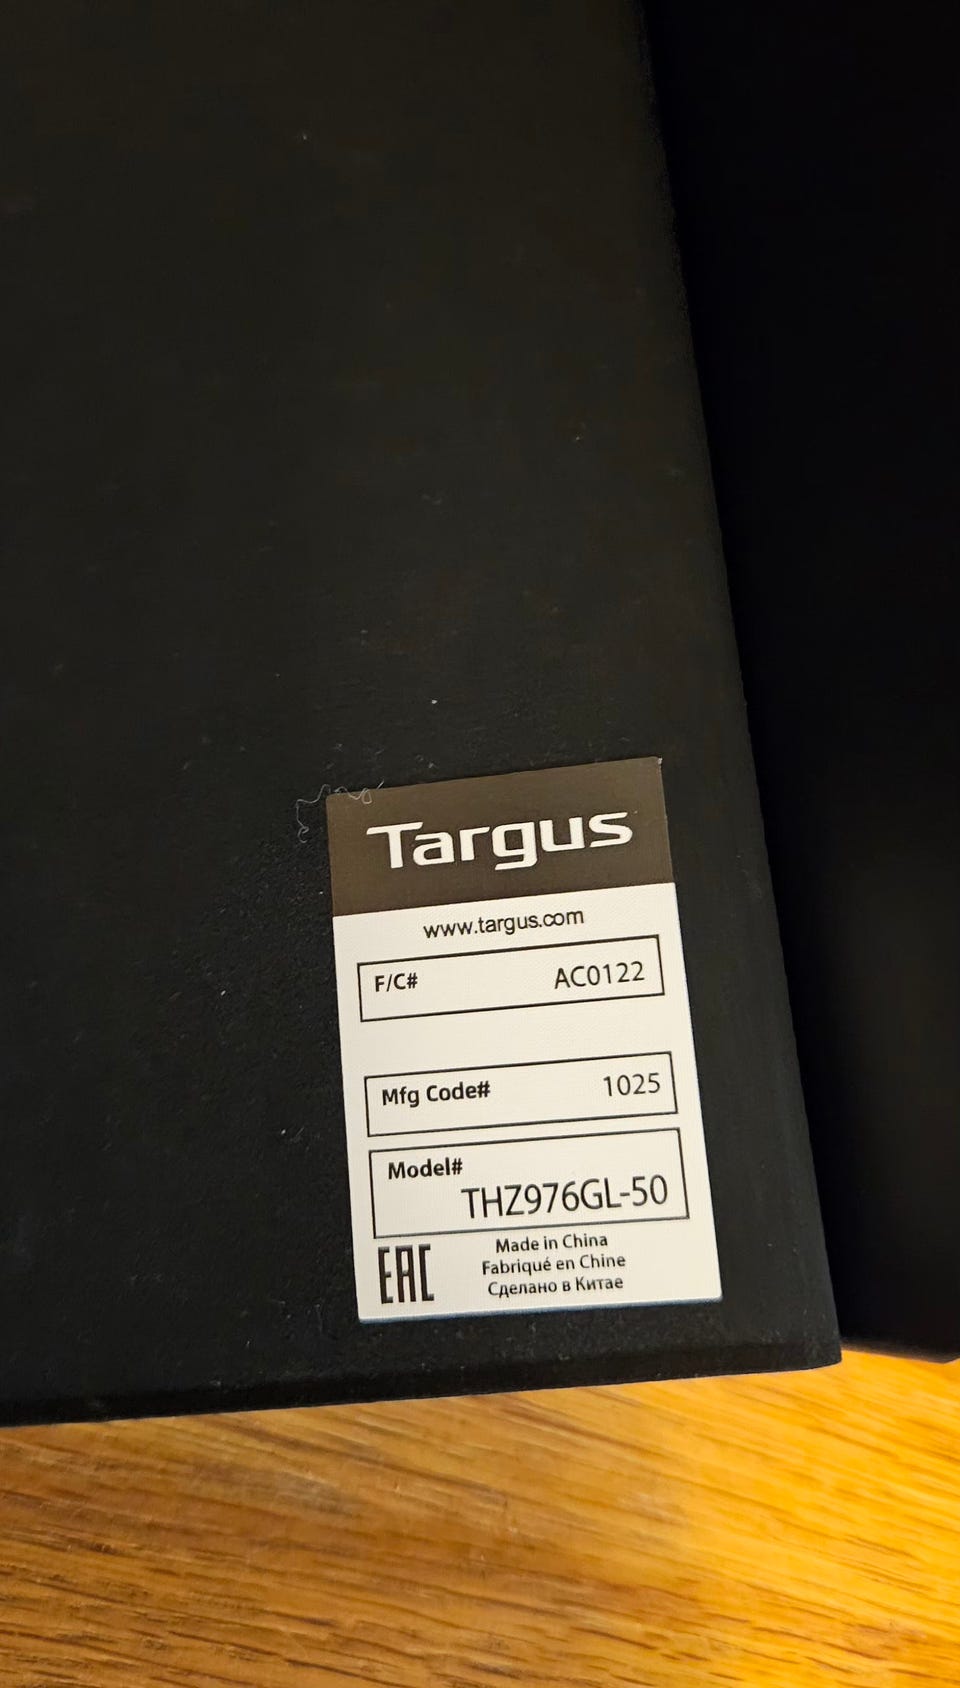 Targus
www.targus.com
F/C# AC0122
Mfg Code# 1025
Model#
THZ976GL-50
EAC
Made in China
Fabriqué en Chine
Сделано в Китае